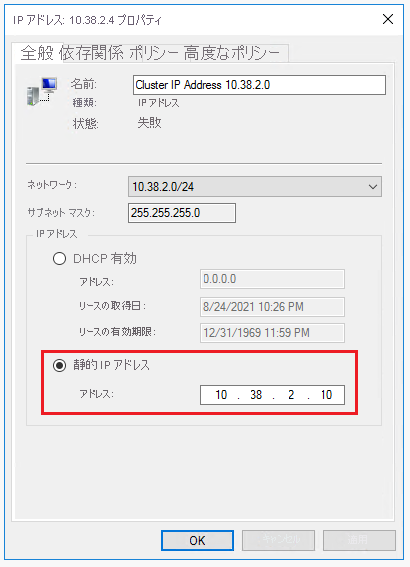 IP アドレス: 10.38.2.4 プロパティ
全般 依存関係 ポリシー 高度なポリシー
名前: Cluster IP Address 10.38.2.0
種類: IP アドレス
状態: 失敗
ネットワーク: 10.38.2.0/24
サブネット マスク: 255.255.255.0
IP アドレス
DHCP 有効
アドレス: 0.0.0.0
リースの取得日: 8/24/2021 10:26 PM
リースの有効期限: 12/31/1969 11:59 PM
静的 IP アドレス
アドレス: 10 . 38 . 2 . 10
OK キャンセル 適用